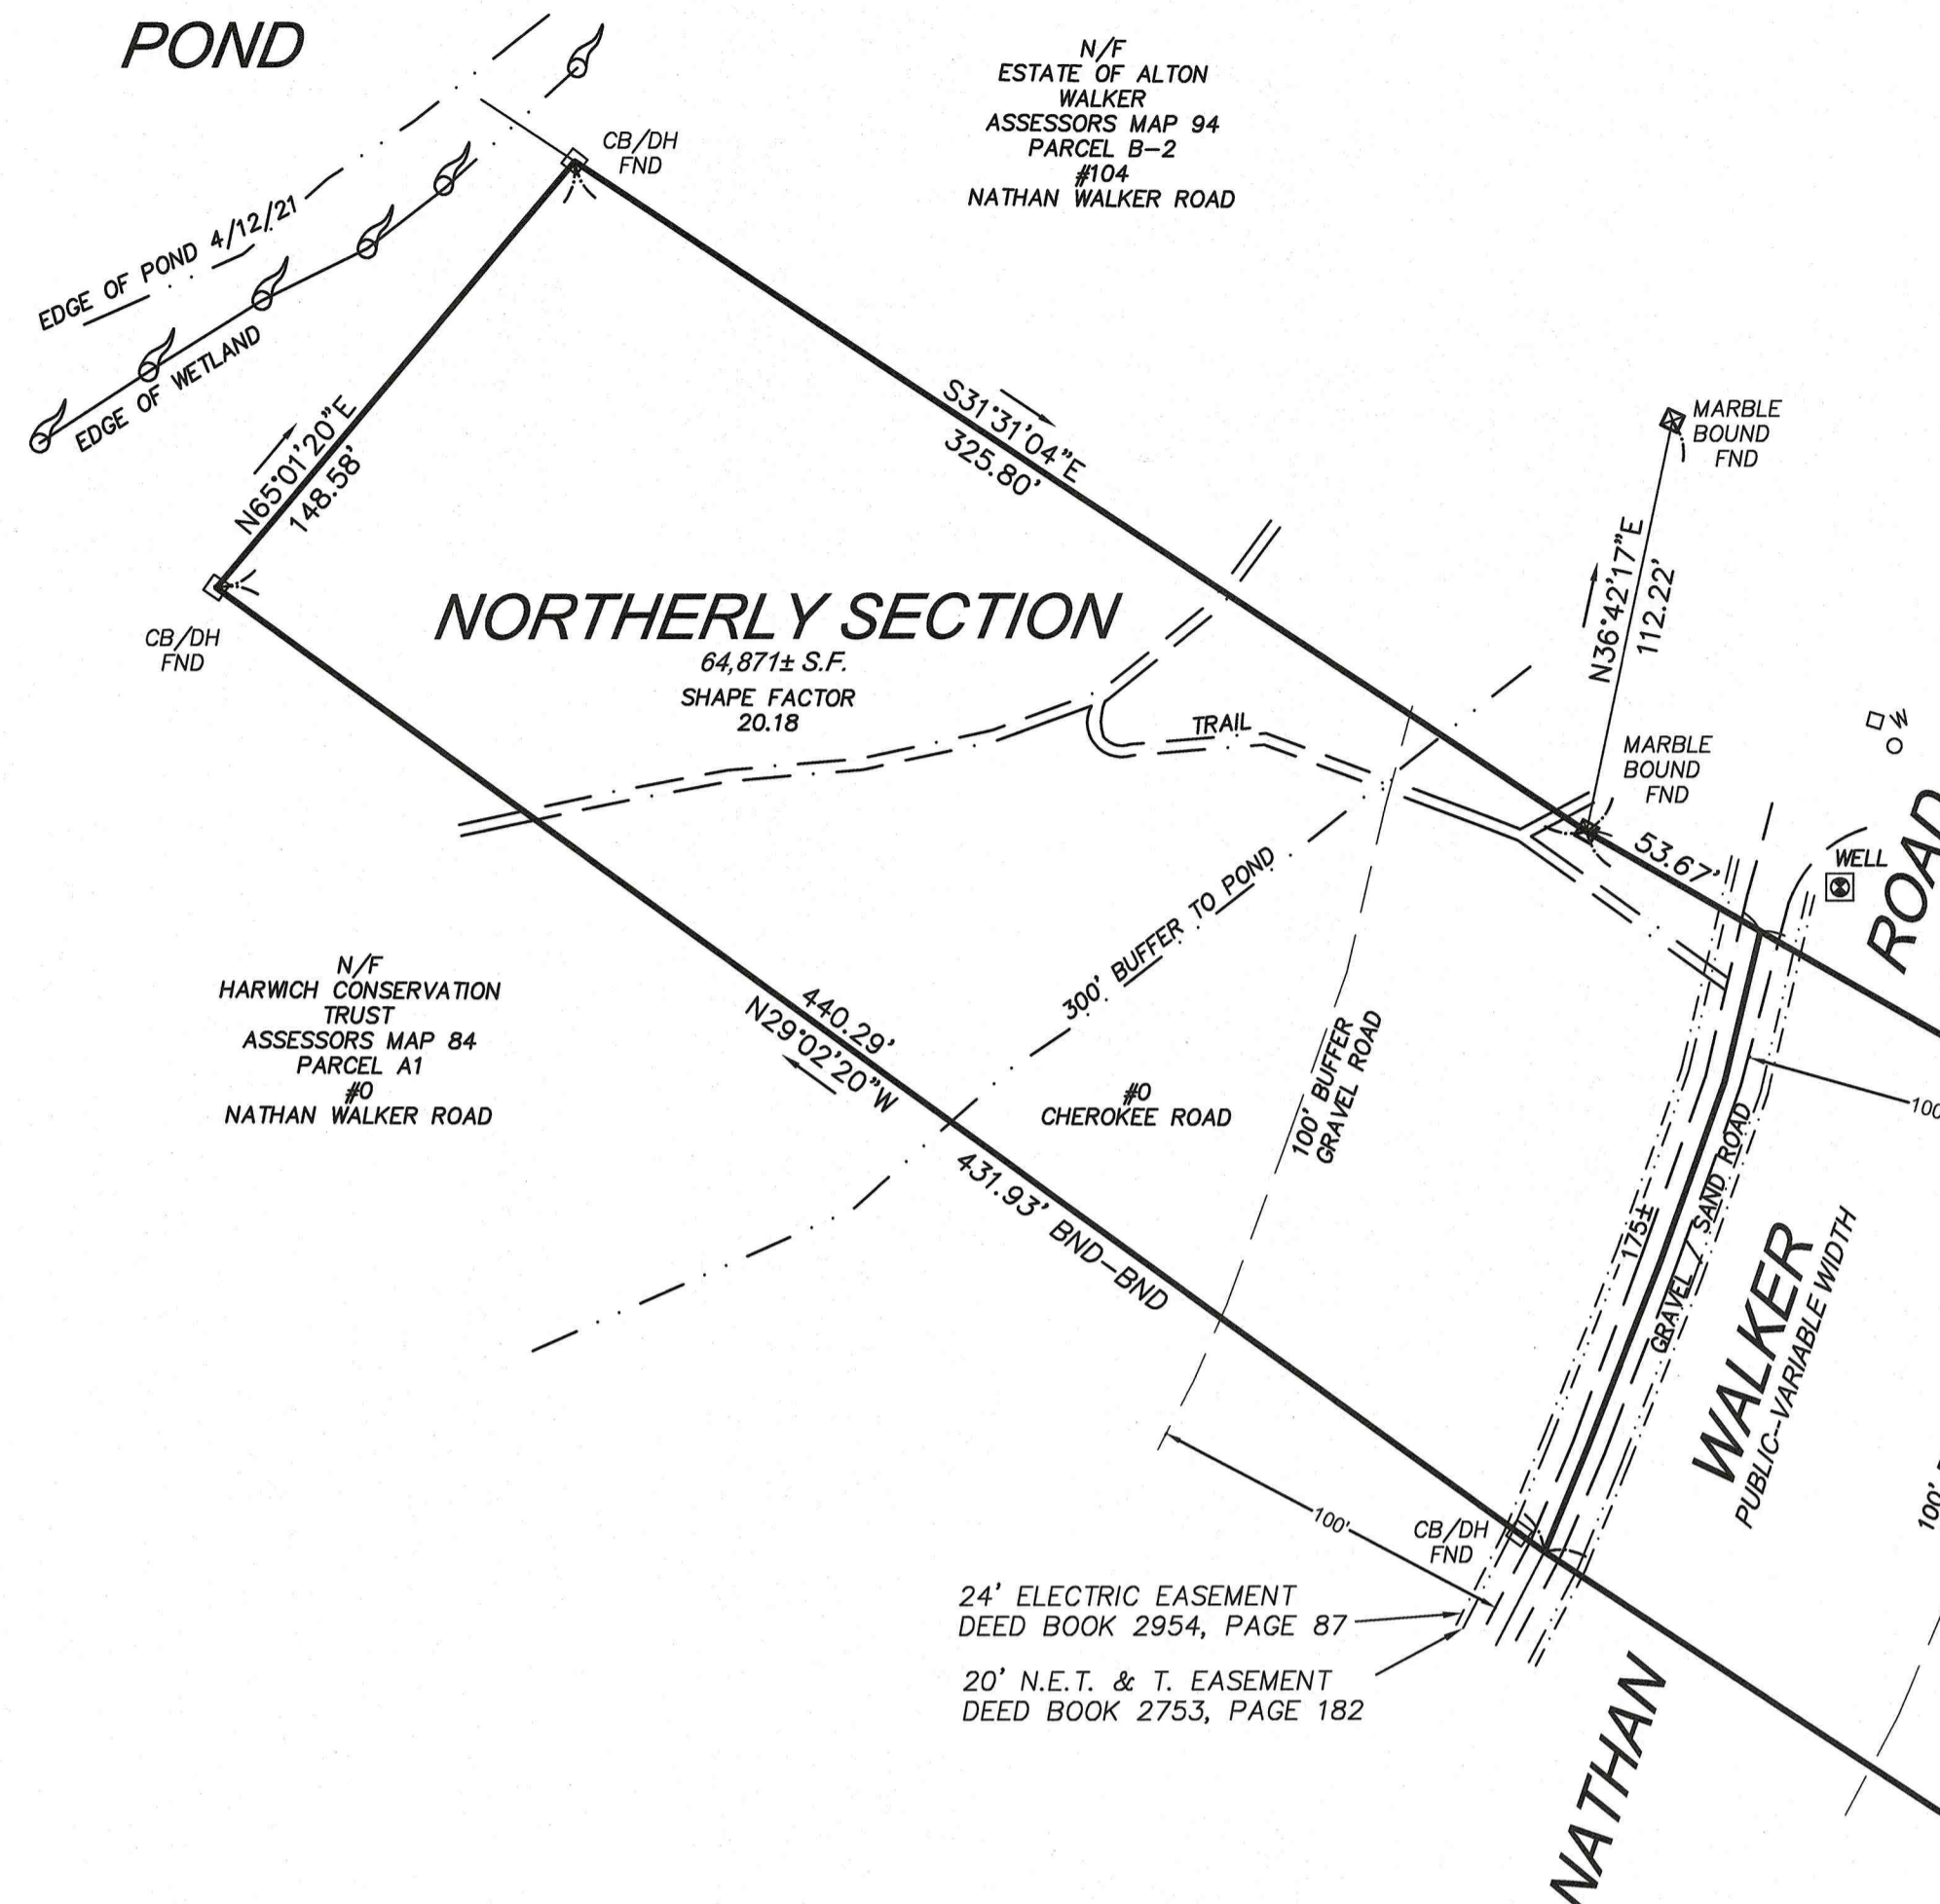 POND
N/F
ESTATE OF ALTON
WALKER
ASSESSORS MAP 94
PARCEL B-2
#104
NATHAN WALKER ROAD
CB/DH
FND
EDGE OF POND 4/12/21
EDGE OF WETLAND
N65°01'20"E
148.58'
S31°31'04"E
325.80'
MARBLE
BOUND
FND
N36°42'17"E
112.22'
CB/DH
FND
NORTHERLY SECTION
64,871± S.F.
SHAPE FACTOR
20.18
TRAIL
MARBLE
BOUND
FND
W
53.67'
WELL
ROAD
300' BUFFER TO POND
N/F
HARWICH CONSERVATION
TRUST
ASSESSORS MAP 84
PARCEL A1
#0
NATHAN WALKER ROAD
440.29'
N29°02'20"W
#0
CHEROKEE ROAD
100' BUFFER
GRAVEL ROAD
100
431.93' BND-BND
175±
GRAVEL / SAND ROAD
WALKER
PUBLIC-VARIABLE WIDTH
100'
CB/DH
FND
100'
24' ELECTRIC EASEMENT
DEED BOOK 2954, PAGE 87
20' N.E.T. & T. EASEMENT
DEED BOOK 2753, PAGE 182
NATHAN